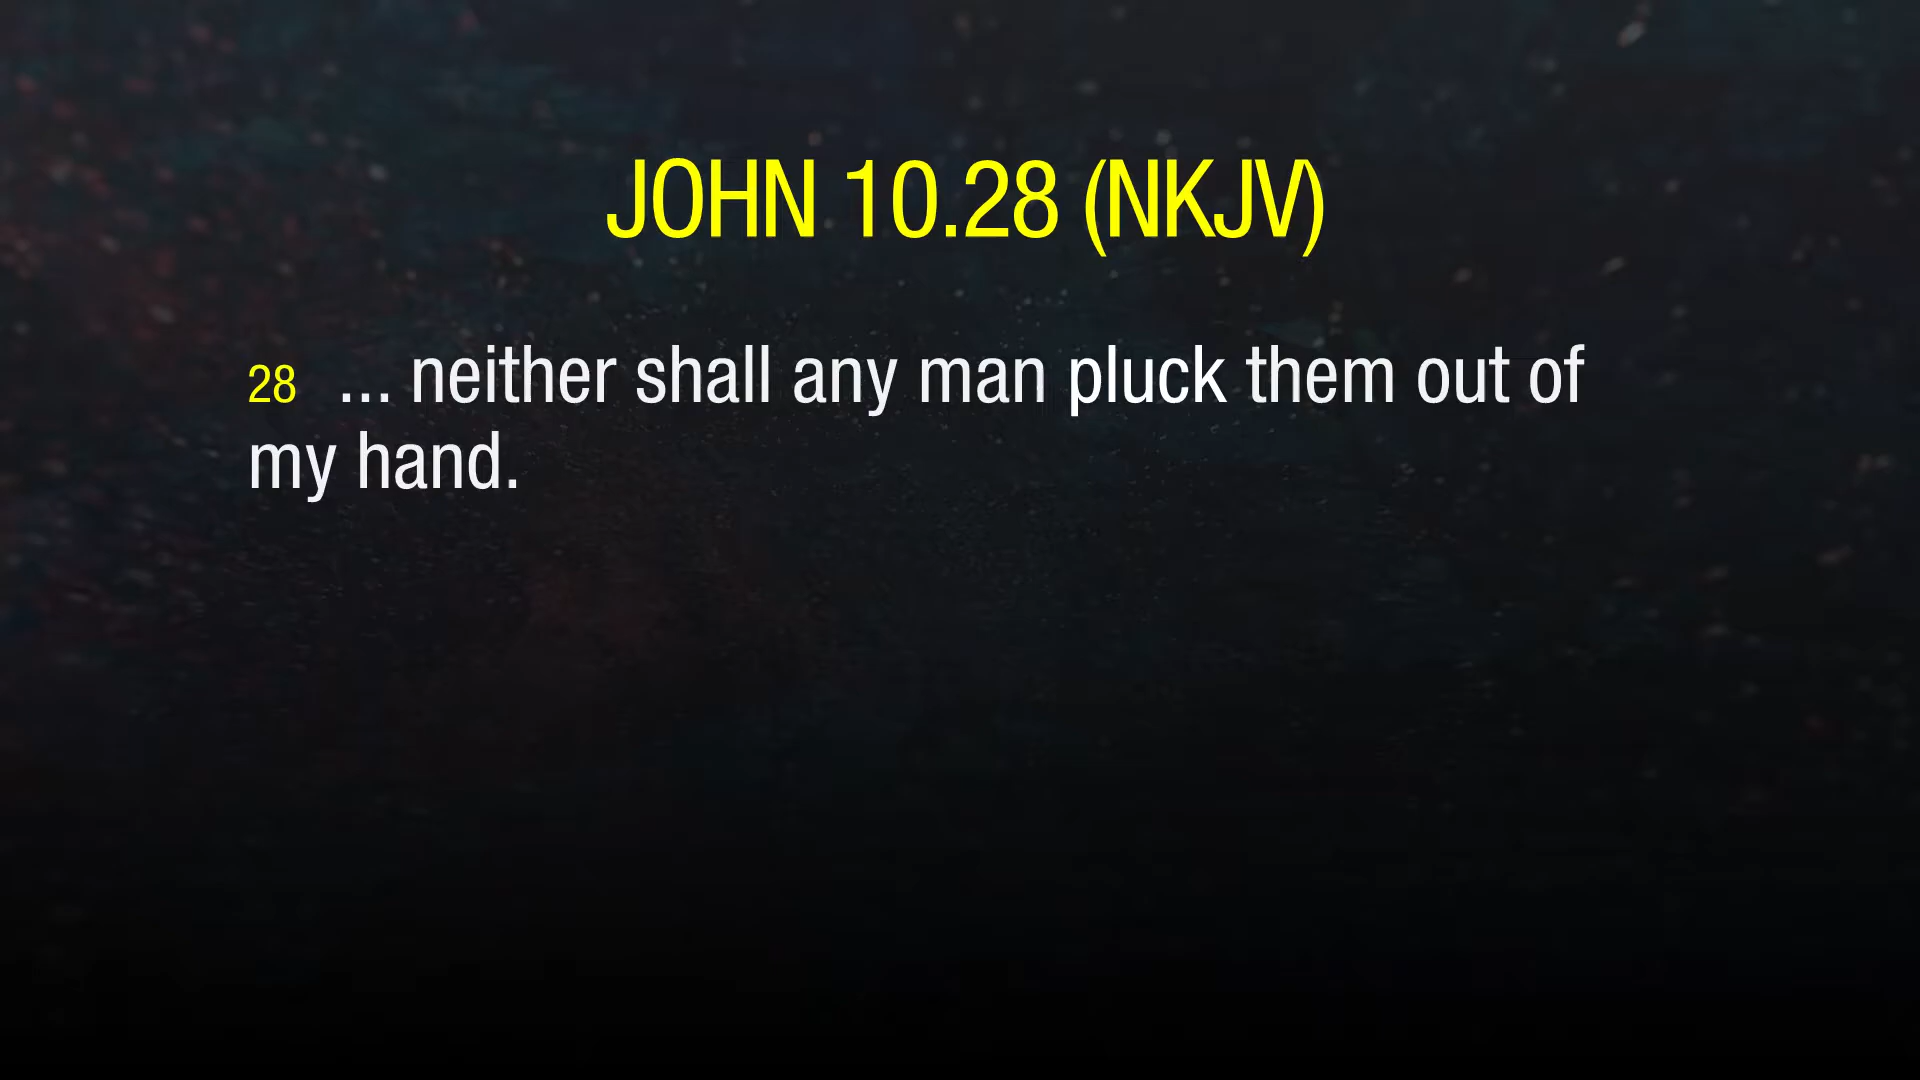 JOHN 10.28 (NKJV)
28 ... neither shall any man pluck them out of
my hand.